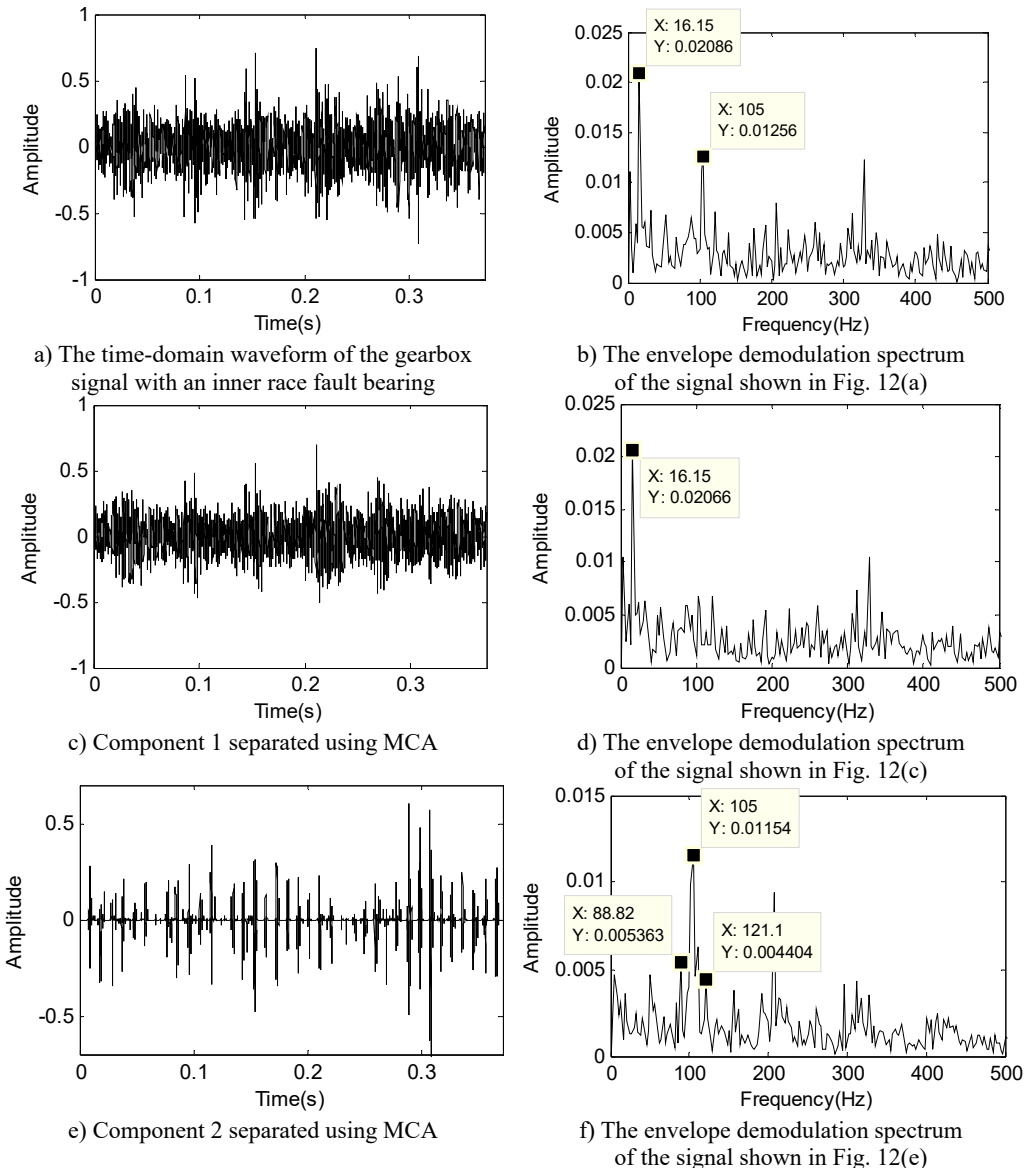 1
0.5
0
-0.5
-1
Amplitude
0 0.1 0.2 0.3
Time(s)
a) The time-domain waveform of the gearbox
signal with an inner race fault bearing
X: 16.15
Y: 0.02086
X: 105
Y: 0.01256
0.025
0.02
0.015
0.01
0.005
0
Amplitude
0 100 200 300 400 500
Frequency(Hz)
b) The envelope demodulation spectrum
of the signal shown in Fig. 12(a)
1
0.5
0
-0.5
-1
Amplitude
0 0.1 0.2 0.3
Time(s)
c) Component 1 separated using MCA
0.025
0.02
0.015
0.01
0.005
0
Amplitude
X: 16.15
Y: 0.02066
0 100 200 300 400 500
Frequency(Hz)
d) The envelope demodulation spectrum
of the signal shown in Fig. 12(c)
0.5
0
-0.5
Amplitude
0 0.1 0.2 0.3
Time(s)
e) Component 2 separated using MCA
0.015
0.01
0.005
0
Amplitude
X: 105
Y: 0.01154
X: 88.82
Y: 0.005363
X: 121.1
Y: 0.004404
0 100 200 300 400 500
Frequency(Hz)
f) The envelope demodulation spectrum
of the signal shown in Fig. 12(e)